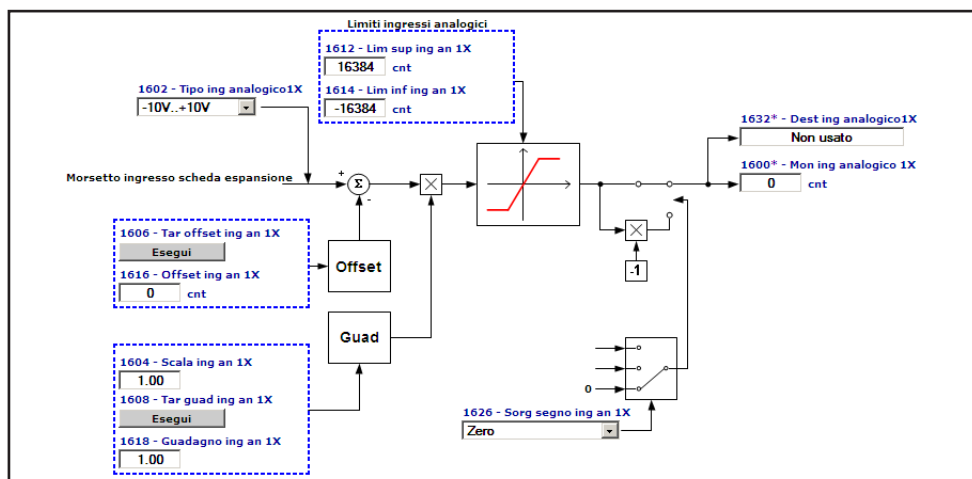 Limiti ingressi analogici
1612 - Lim sup ing an 1X
16384 cnt
1614 - Lim inf ing an 1X
-16384 cnt
1602 - Tipo ing analogico1X
-10V..+10V
1632* - Dest ing analogico1X
Non usato
1600* - Mon ing analogico 1X
0 cnt
Morsetto ingresso scheda espansione
+
Σ
-
1606 - Tar offset ing an 1X
Esegui
1616 - Offset ing an 1X
0 cnt
Offset
-1
Guad
1604 - Scala ing an 1X
1.00
1608 - Tar guad ing an 1X
Esegui
1618 - Guadagno ing an 1X
1.00
0
1626 - Sorg segno ing an 1X
Zero